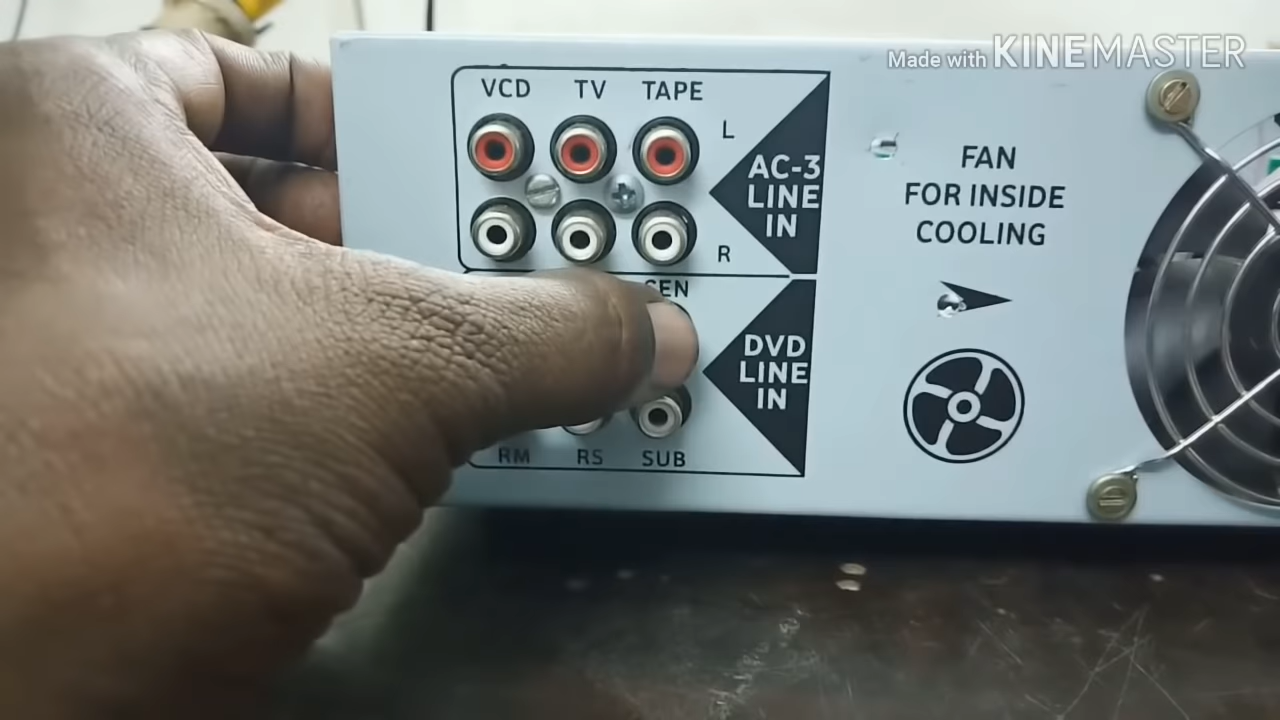 Made with KINEMASTER
VCD TV TAPE
L
AC-3
LINE
IN
R
FAN
FOR INSIDE
COOLING
DVD
LINE
IN
RM RS SUB